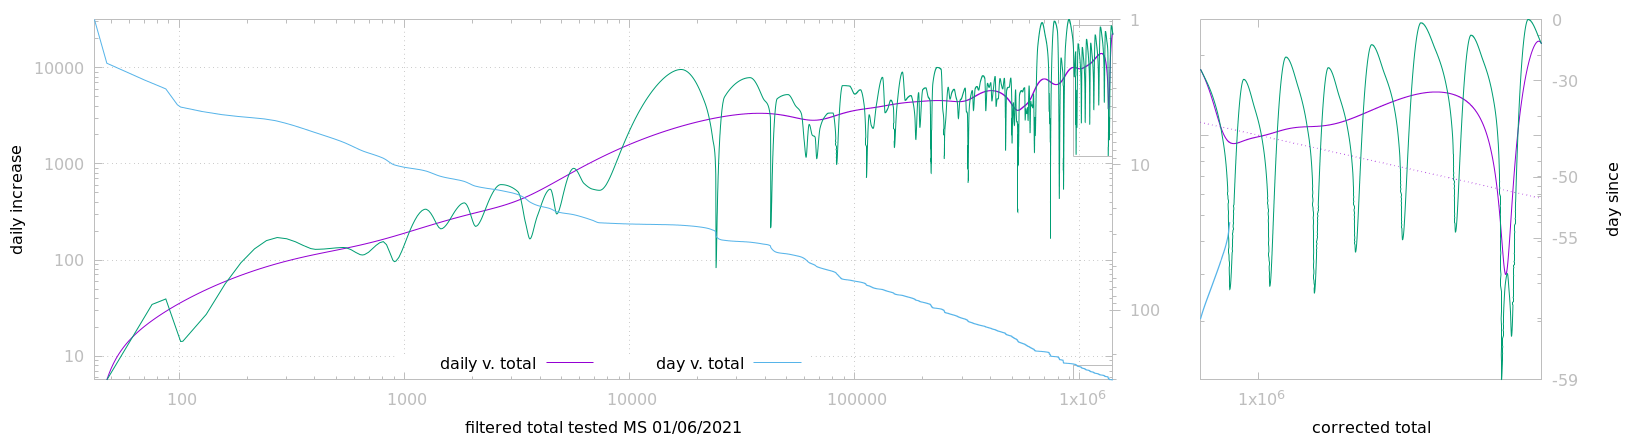 daily increase
10000
1000
100
10
100
1000
10000
100000
1x10^6
1
10
100
daily v. total
day v. total
filtered total tested MS 01/06/2021
0
-30
-50
-55
-59
day since
1x10^6
corrected total